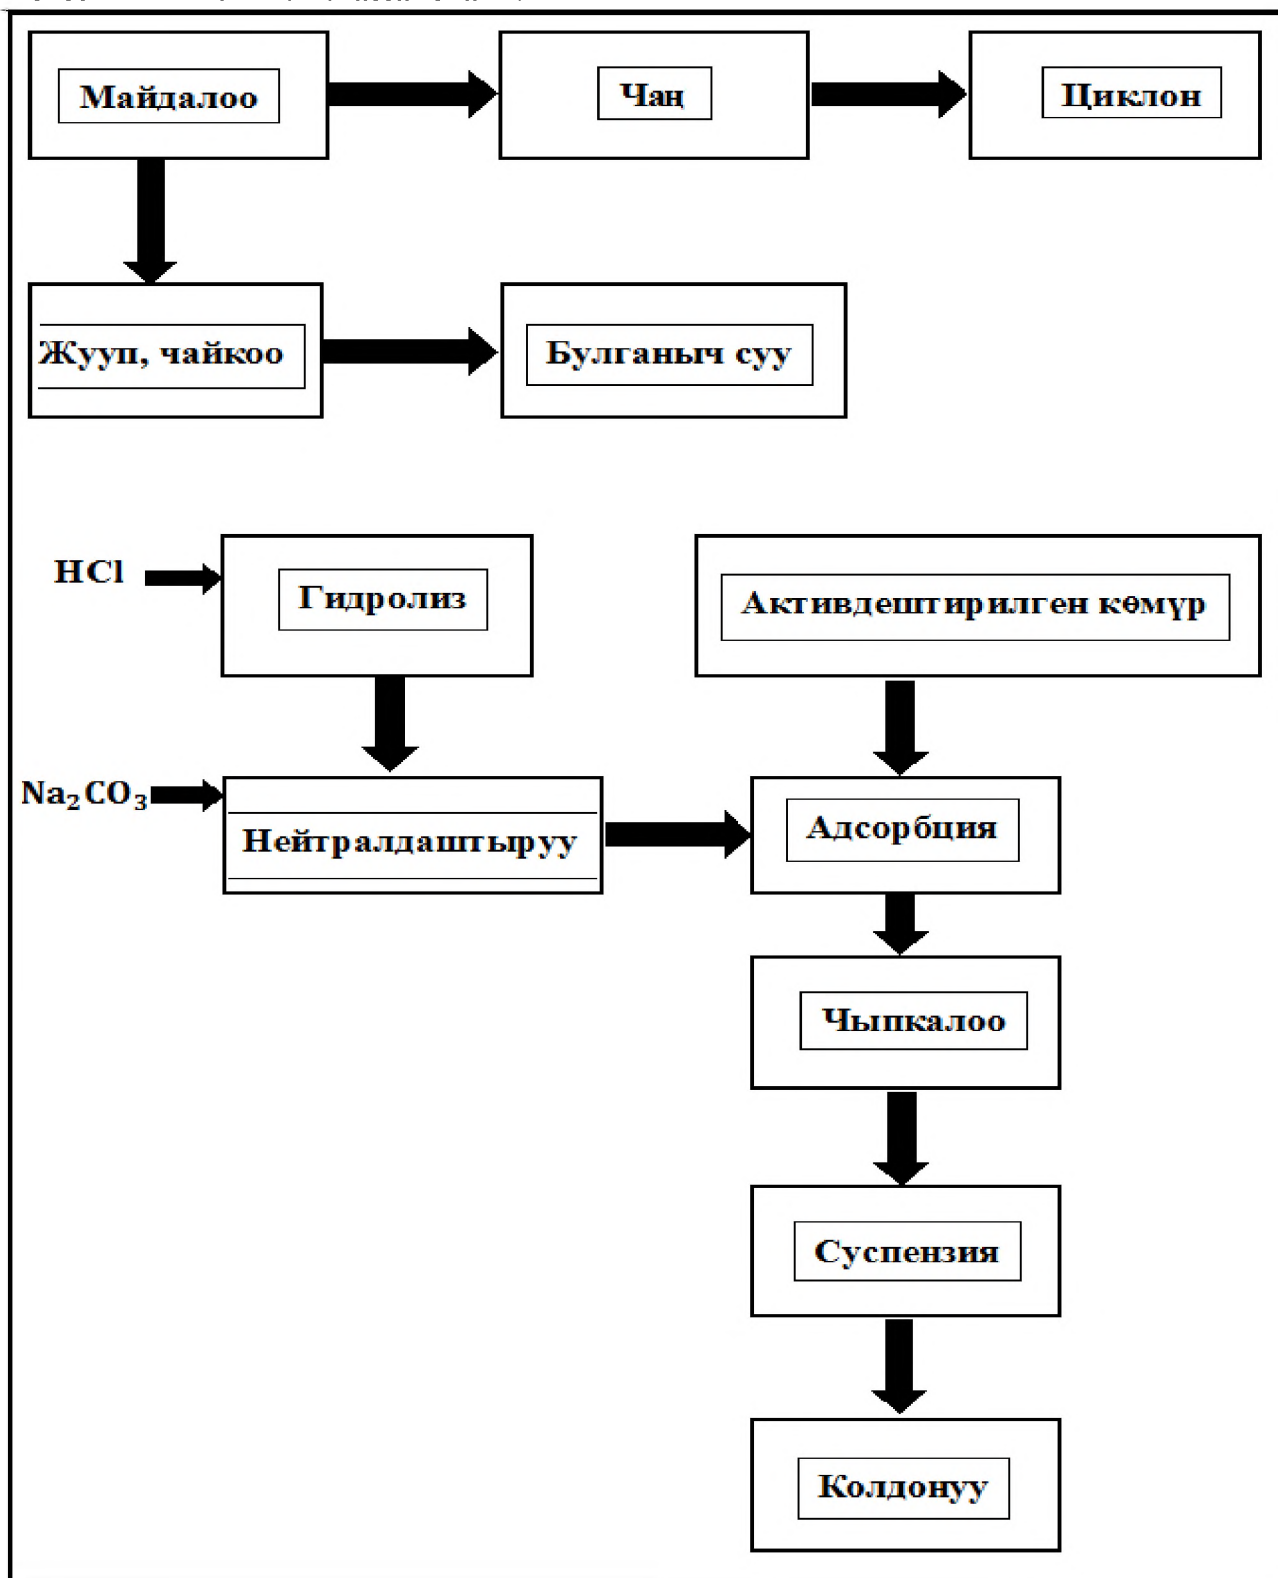 Майдалоо
Чаң
Циклон
Жууп, чайкоо
Булганыч суу
HCl
Гидролиз
Активдештирилген көмүр
Na₂CO₃
Нейтралдаштыруу
Адсорбция
Чыпкалоо
Суспензия
Колдонуу